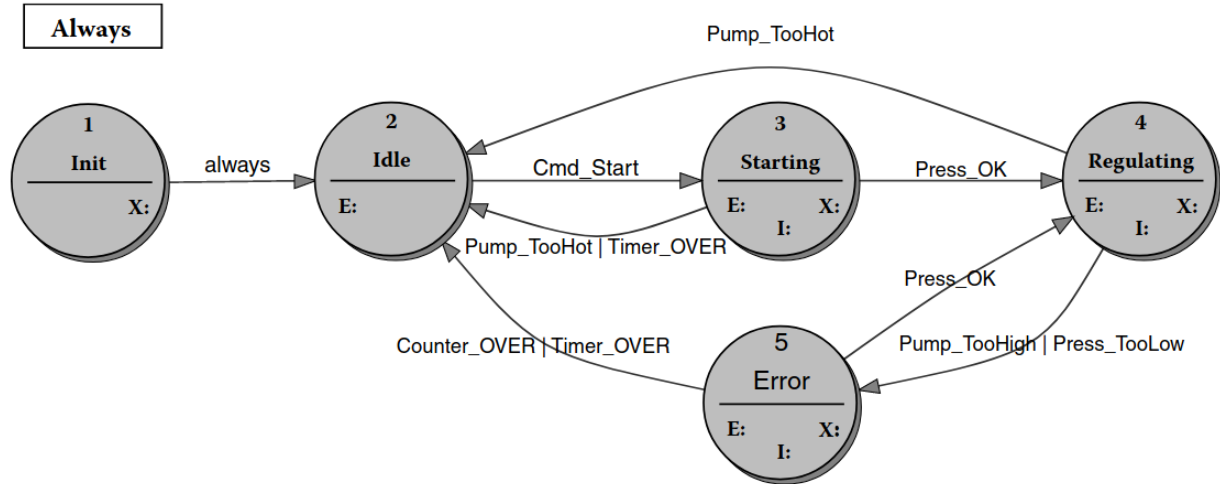 Always
Pump_TooHot
1
Init
X:
always
2
Idle
E:
Cmd_Start
3
Starting
E:
X:
I:
Press_OK
4
Regulating
E:
X:
I:
Pump_TooHot | Timer_OVER
Press_OK
Counter_OVER | Timer_OVER
Pump_TooHigh | Press_TooLow
5
Error
E:
X:
I: